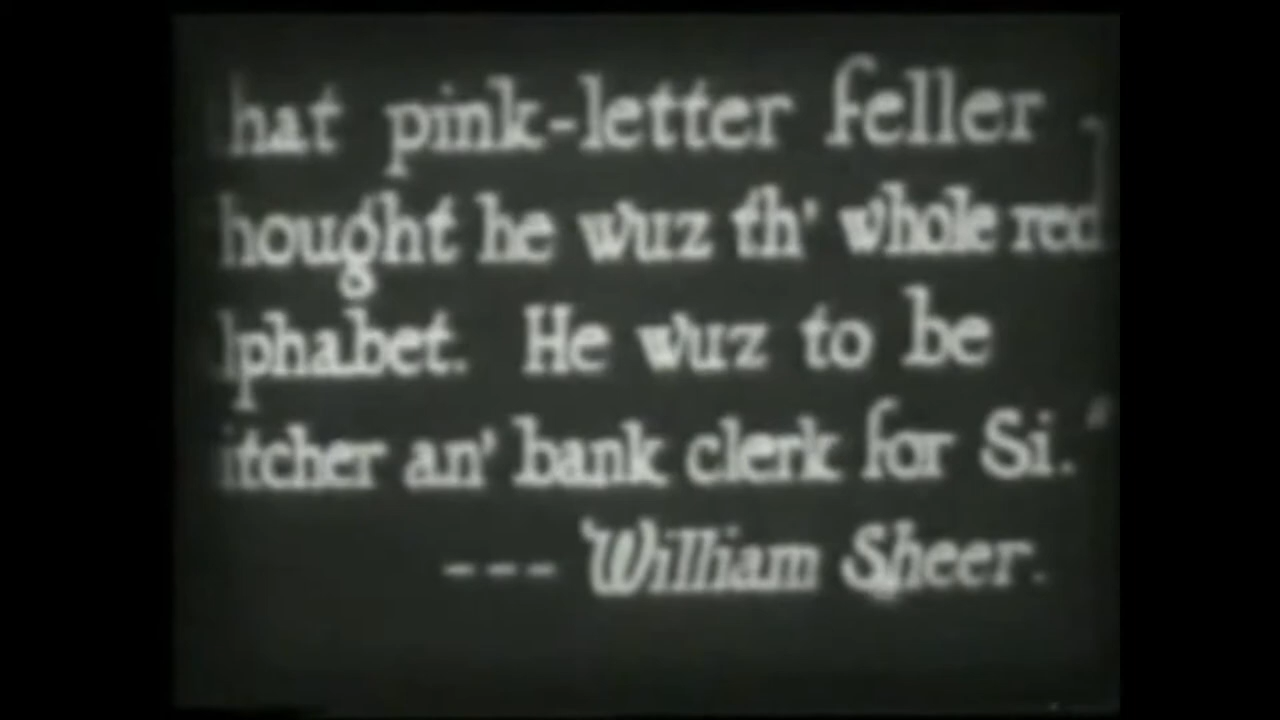 hat pink-letter feller -
hought he wuz th' whole red
lphabet. He wuz to be
itcher an' bank clerk for Si."
--- William Sheer.